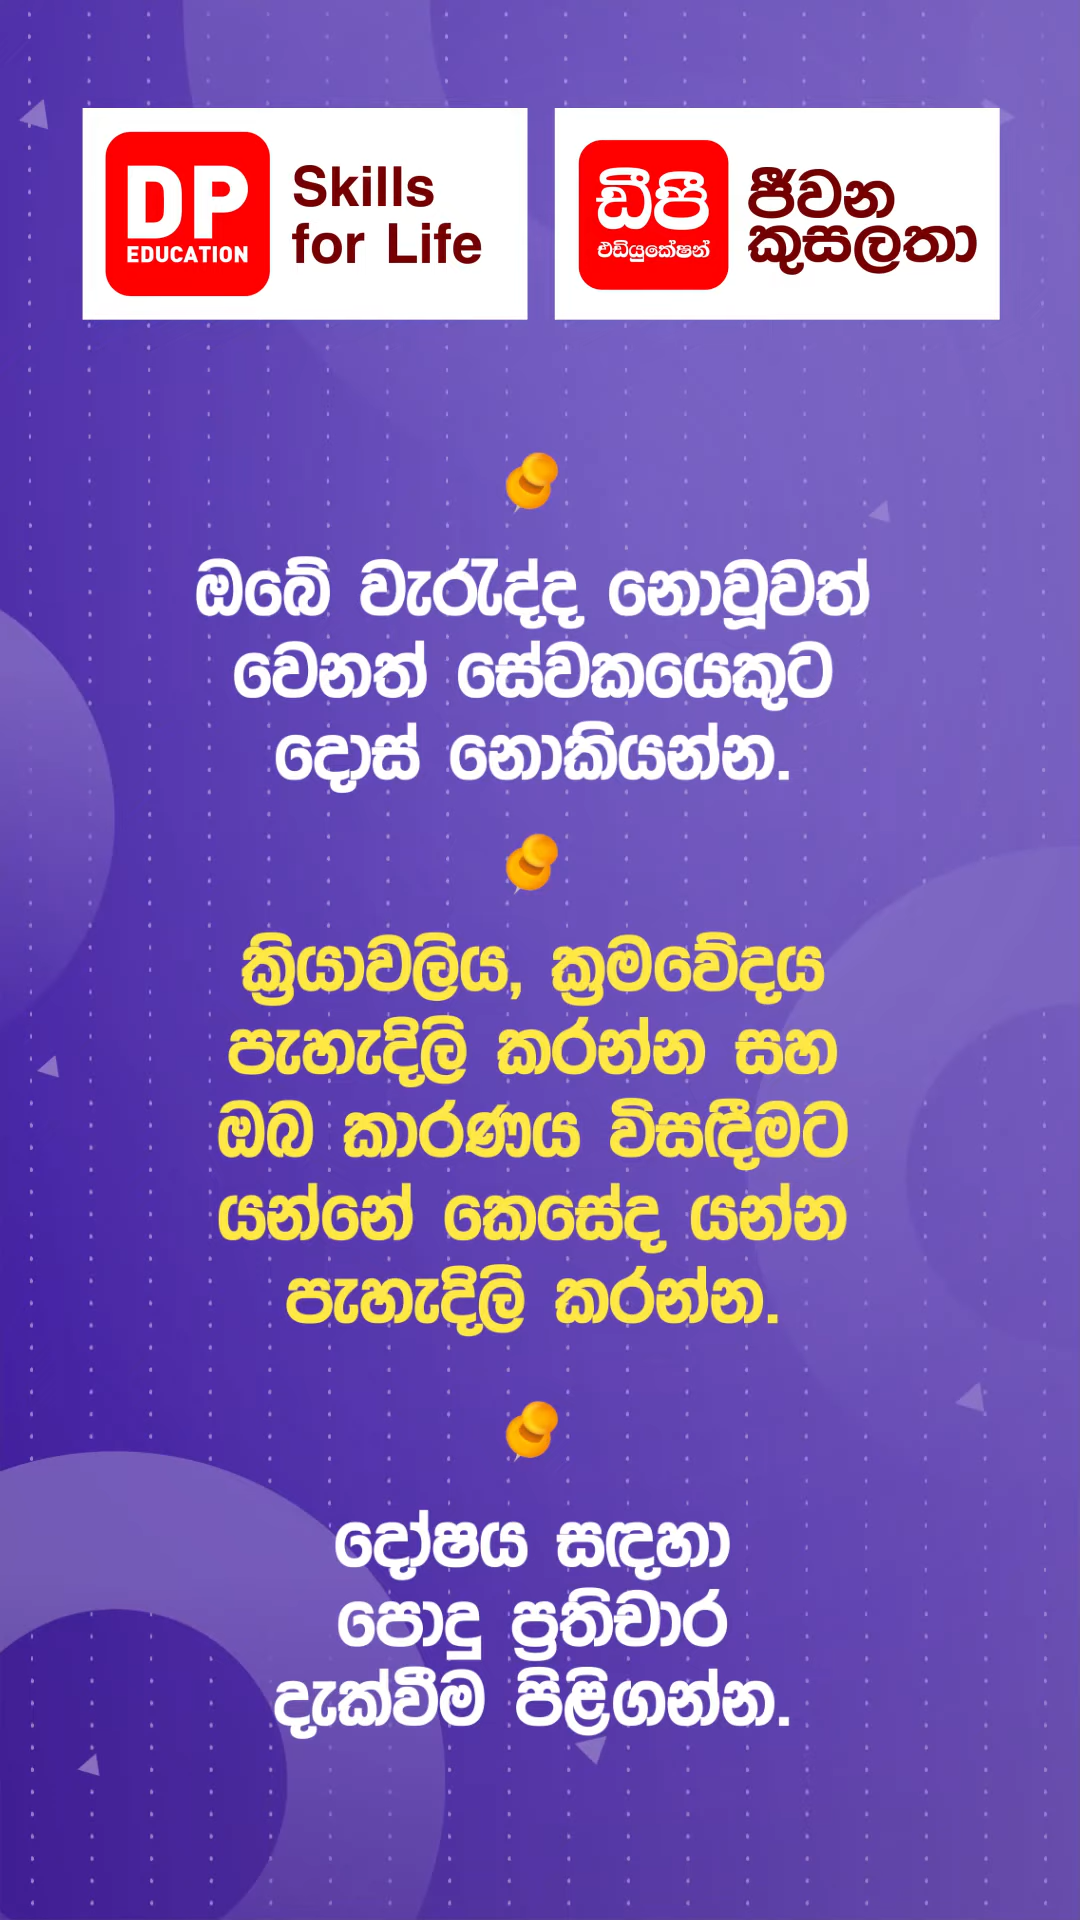 DP
EDUCATION
Skills
for Life
ඩීපී
එඩියුකේෂන්
ජීවන
කුසලතා
ඔබේ වැරැද්ද නොවූවත්
වෙනත් සේවකයෙකුට
දොස් නොකියන්න.
ක්‍රියාවලිය, ක්‍රමවේදය
පැහැදිලි කරන්න සහ
ඔබ කාරණය විසඳීමට
යන්නේ කෙසේද යන්න
පැහැදිලි කරන්න.
දෝෂය සඳහා
පොදු ප්‍රතිචාර
දැක්වීම පිළිගන්න.